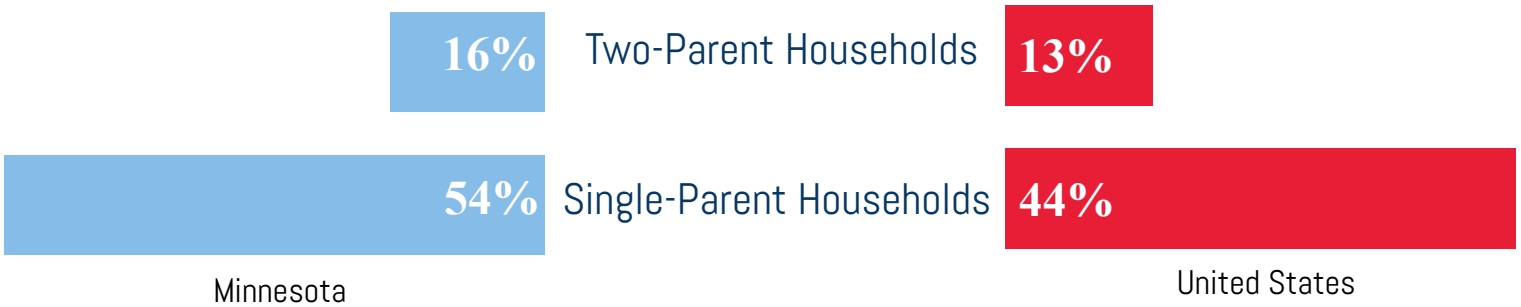 16% Two-Parent Households 13%
54% Single-Parent Households 44%
Minnesota
United States